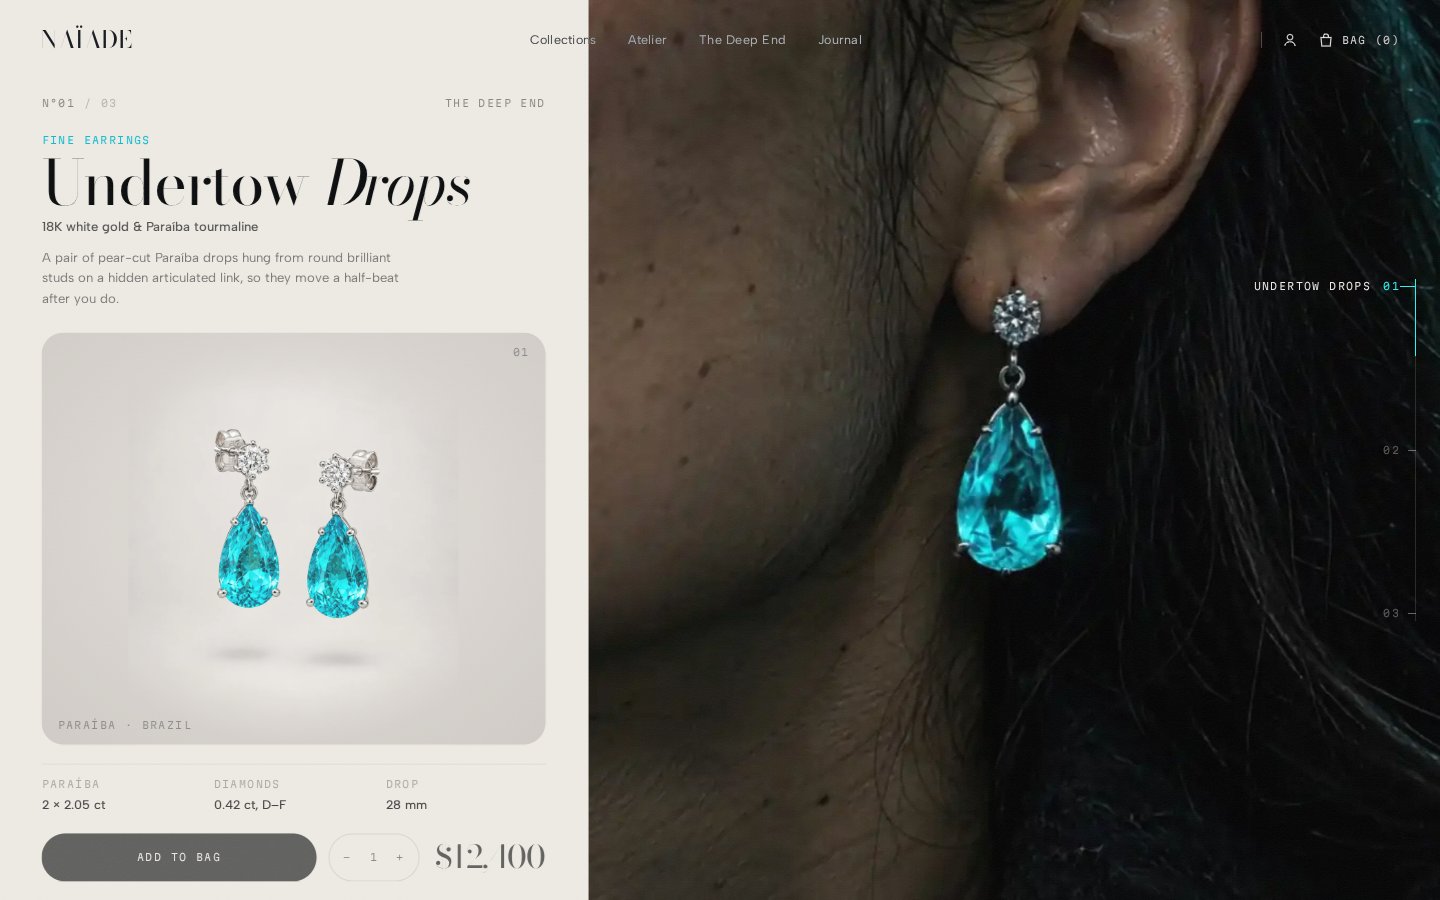 NAÏADE
Collections
Atelier
The Deep End
Journal
BAG (0)
N°01 / 03
THE DEEP END
FINE EARRINGS
Undertow Drops
18K white gold & Paraíba tourmaline
A pair of pear-cut Paraíba drops hung from round brilliant
studs on a hidden articulated link, so they move a half-beat
after you do.
01
PARAÍBA · BRAZIL
PARAÍBA
2 × 2.05 ct
DIAMONDS
0.42 ct, D–F
DROP
28 mm
ADD TO BAG
− 1 +
$12,400
UNDERTOW DROPS 01
02
03